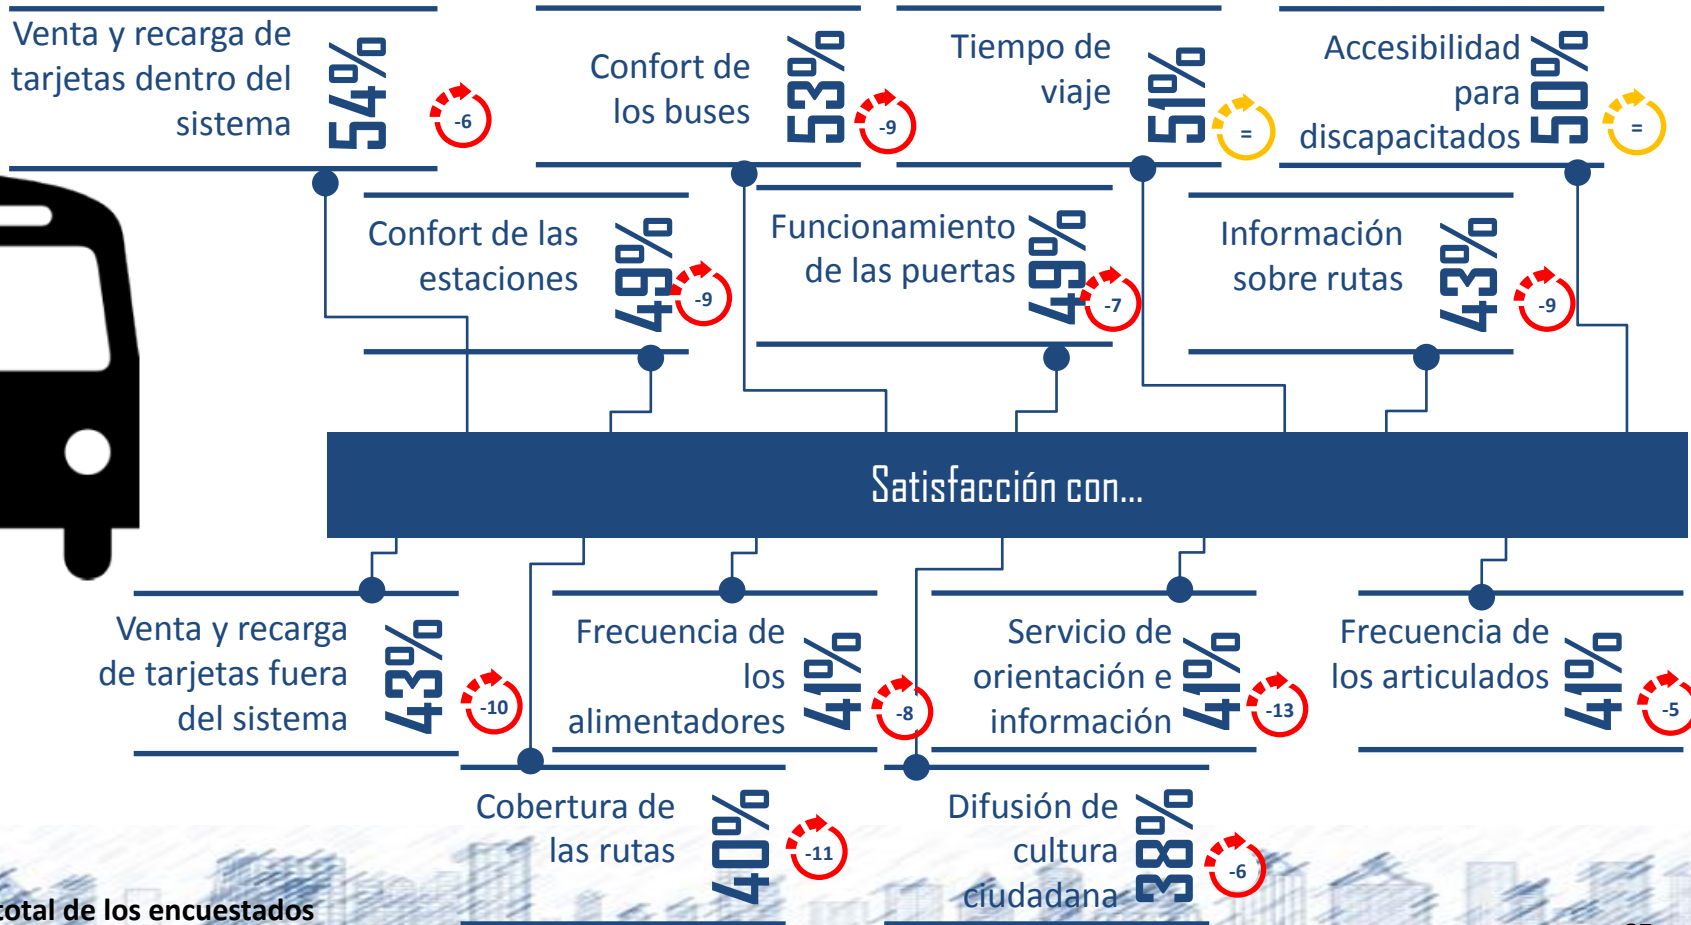 Venta y recarga de
tarjetas dentro del
sistema
54%
-6
Confort de
los buses
53%
-9
Tiempo de
viaje
51%
=
Accesibilidad
para
discapacitados
50%
=
Confort de las
estaciones
49%
-9
Funcionamiento
de las puertas
49%
-7
Información
sobre rutas
43%
-9
Satisfacción con...
Venta y recarga
de tarjetas fuera
del sistema
43%
-10
Frecuencia de
los
alimentadores
41%
-8
Servicio de
orientación e
información
41%
-13
Frecuencia de
los articulados
41%
-5
Cobertura de
las rutas
40%
-11
Difusión de
cultura
ciudadana
38%
-6
total de los encuestados